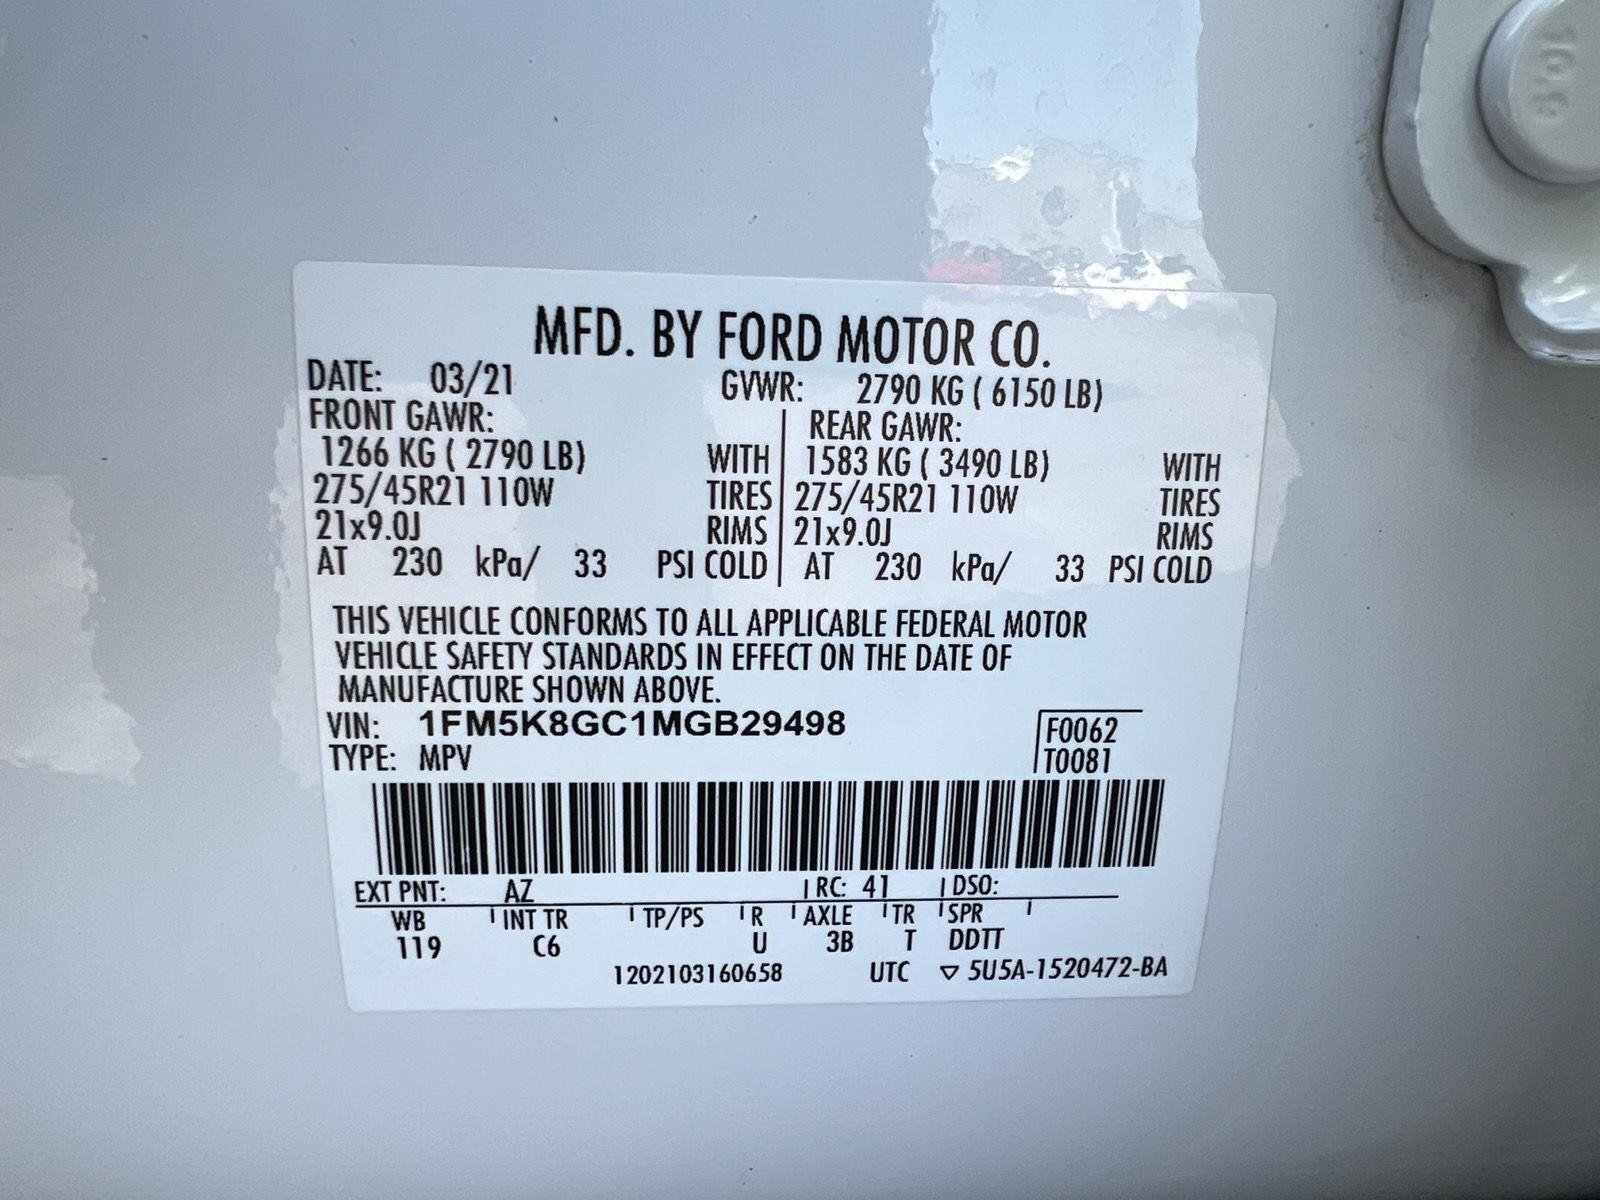 10.9
MFD. BY FORD MOTOR CO.
DATE: 03/21 GVWR: 2790 KG ( 6150 LB)
FRONT GAWR: REAR GAWR:
1266 KG ( 2790 LB) WITH 1583 KG ( 3490 LB) WITH
275/45R21 110W TIRES 275/45R21 110W TIRES
21x9.0J RIMS 21x9.0J RIMS
AT 230 kPa/ 33 PSI COLD AT 230 kPa/ 33 PSI COLD
THIS VEHICLE CONFORMS TO ALL APPLICABLE FEDERAL MOTOR
VEHICLE SAFETY STANDARDS IN EFFECT ON THE DATE OF
MANUFACTURE SHOWN ABOVE.
VIN: 1FM5K8GC1MGB29498 F0062
TYPE: MPV T0081
EXT PNT: AZ RC: 41 DSO:
WB INT TR TP/PS R AXLE TR SPR
119 C6 U 3B T DDTT
1202103160658 UTC ▽ 5U5A-1520472-BA